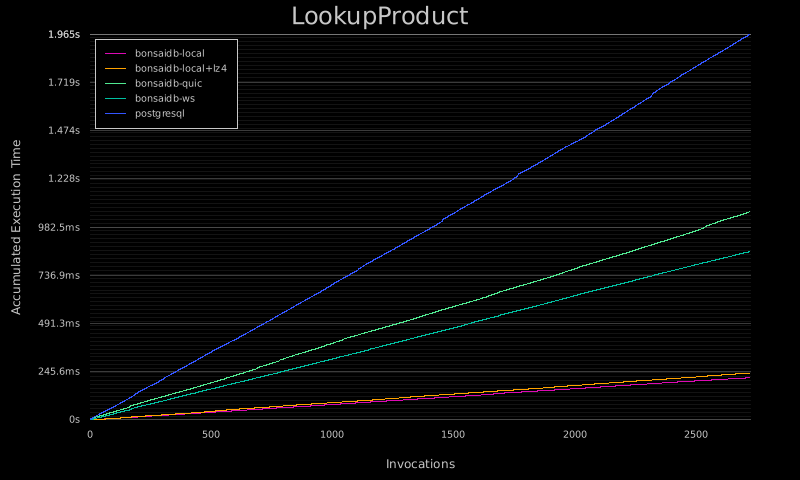 LookupProduct
1.965s
1.719s
1.474s
1.228s
982.5ms
736.9ms
491.3ms
245.6ms
0s
Accumulated Execution Time
bonsaidb-local
bonsaidb-local+lz4
bonsaidb-quic
bonsaidb-ws
postgresql
0 500 1000 1500 2000 2500
Invocations